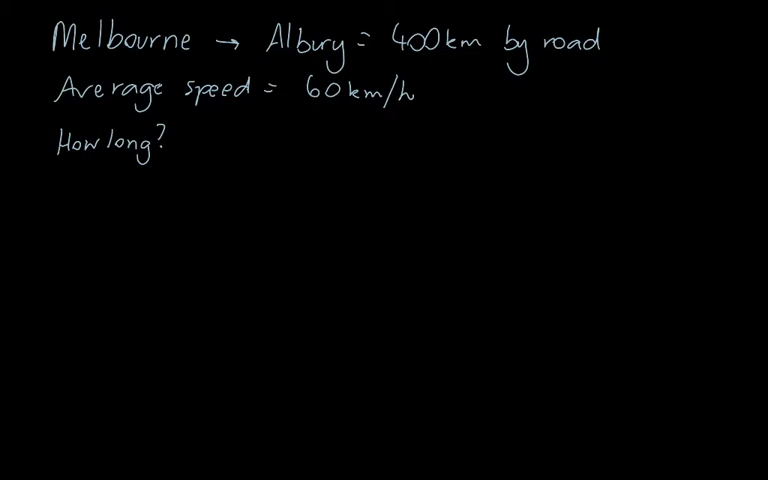 Melbourne → Albury = 400km by road
Average speed = 60km/h
How long?